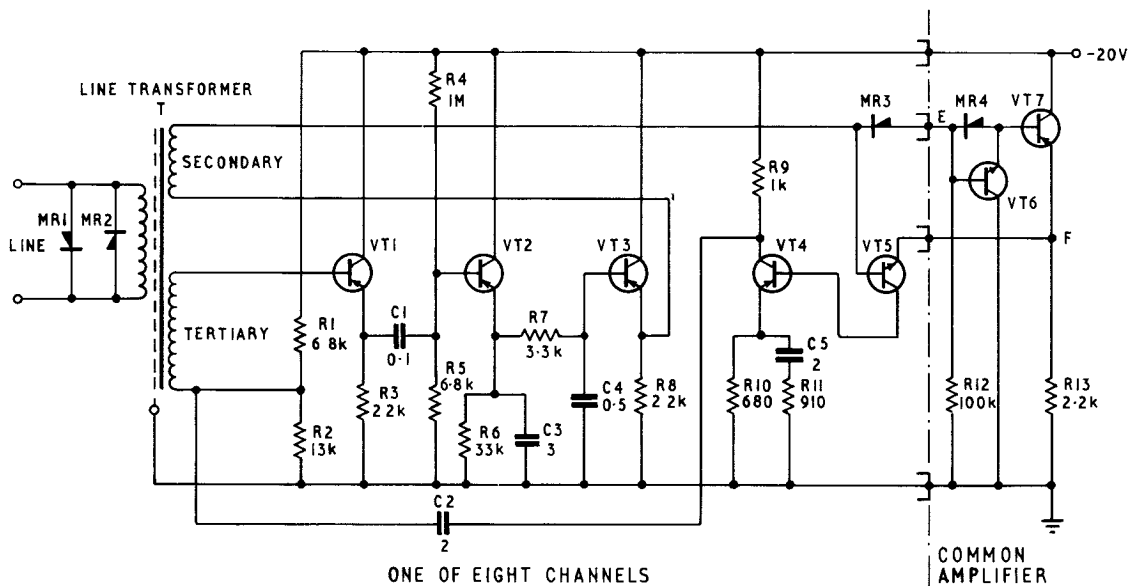 -20V
LINE TRANSFORMER
T
R4
1M
MR3
E
MR4
VT7
SECONDARY
R9
1k
VT6
MR1
MR2
LINE
VT1
VT2
VT3
VT4
VT5
F
TERTIARY
R1
6 8k
C1
0·1
R7
3·3k
C5
2
R3
22k
R5
6·8k
C4
0·5
R8
2 2k
R10
680
R11
910
R12
100k
R13
2·2k
R2
13k
R6
33k
C3
3
C2
2
ONE OF EIGHT CHANNELS
COMMON
AMPLIFIER